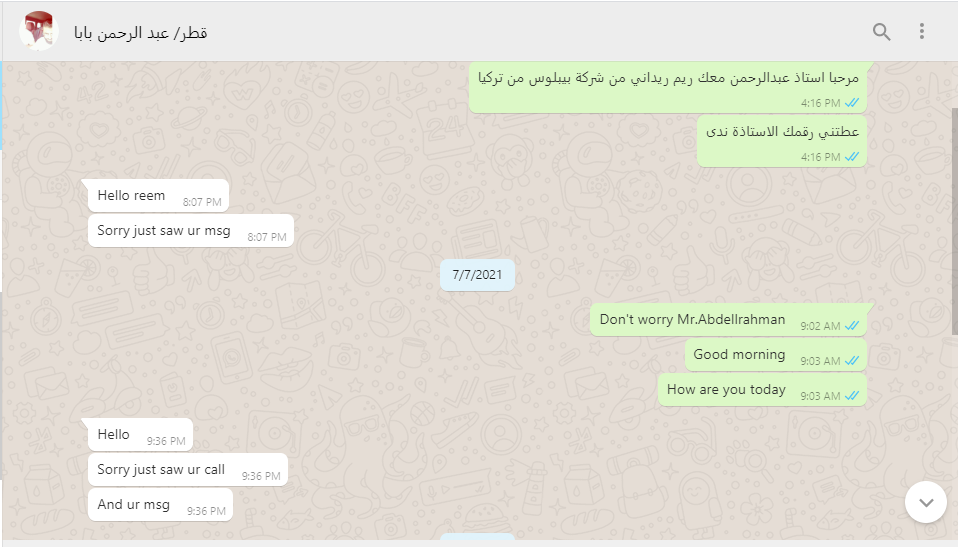 قطر/ عبد الرحمن بابا
مرحبا استاذ عبدالرحمن معك ريم ريداني من شركة بيبلوس من تركيا
4:16 PM
عطتني رقمك الاستاذة ندى
4:16 PM
Hello reem 8:07 PM
Sorry just saw ur msg 8:07 PM
7/7/2021
Don't worry Mr.Abdellrahman 9:02 AM
Good morning 9:03 AM
How are you today 9:03 AM
Hello 9:36 PM
Sorry just saw ur call 9:36 PM
And ur msg 9:36 PM